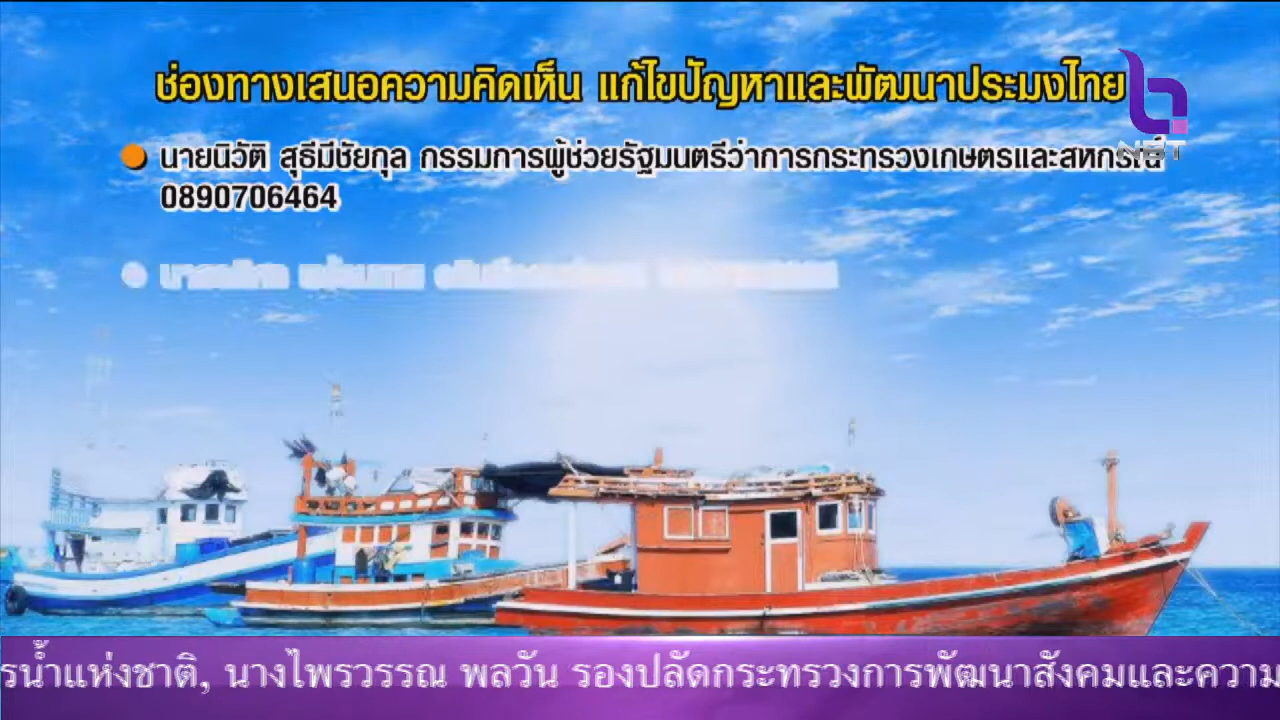 ช่องทางเสนอความคิดเห็น แก้ไขปัญหาและพัฒนาประมงไทย
นายนิวัติ สุธีมีชัยกุล กรรมการผู้ช่วยรัฐมนตรีว่าการกระทรวงเกษตรและสหกรณ์
0890706464
NBT
รน้ำแห่งชาติ, นางไพรวรรณ พลวัน รองปลัดกระทรวงการพัฒนาสังคมและความ